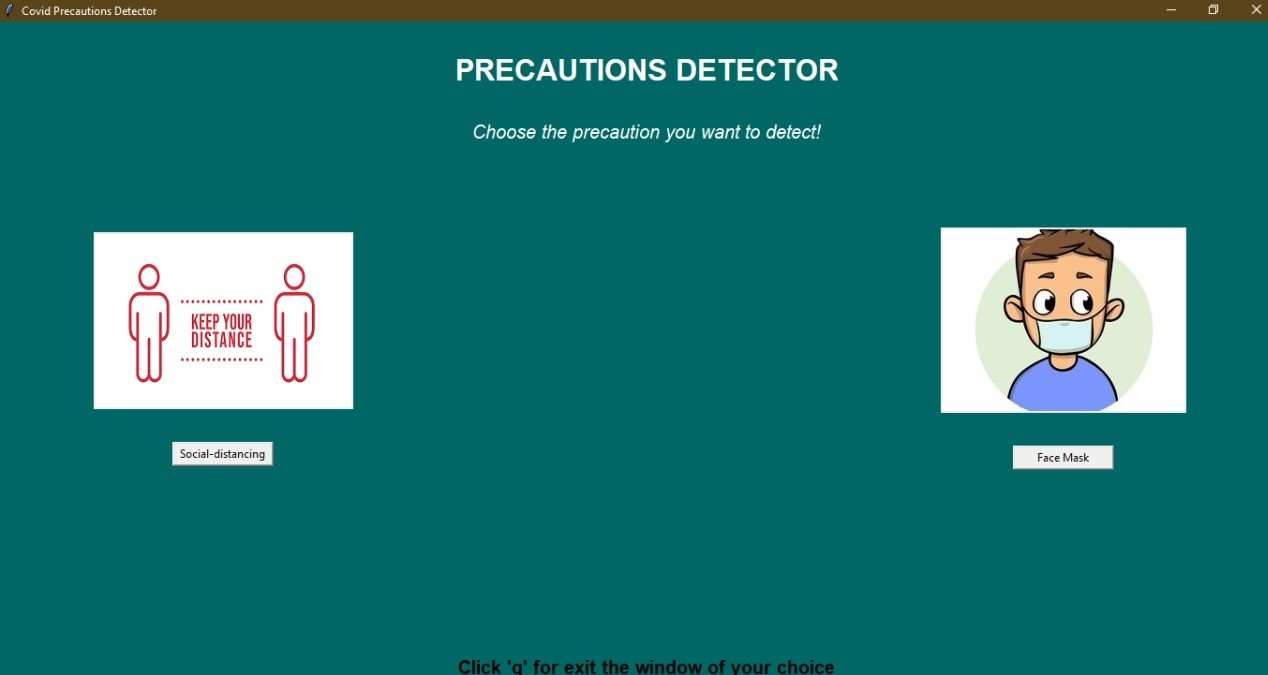 Covid Precautions Detector
PRECAUTIONS DETECTOR
Choose the precaution you want to detect!
KEEP YOUR
DISTANCE
Social-distancing
Face Mask
Click 'q' for exit the window of your choice